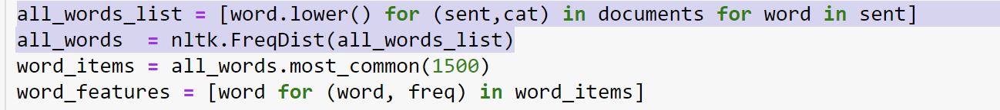 all_words_list = [word.lower() for (sent,cat) in documents for word in sent]
all_words  = nltk.FreqDist(all_words_list)
word_items = all_words.most_common(1500)
word_features = [word for (word, freq) in word_items]